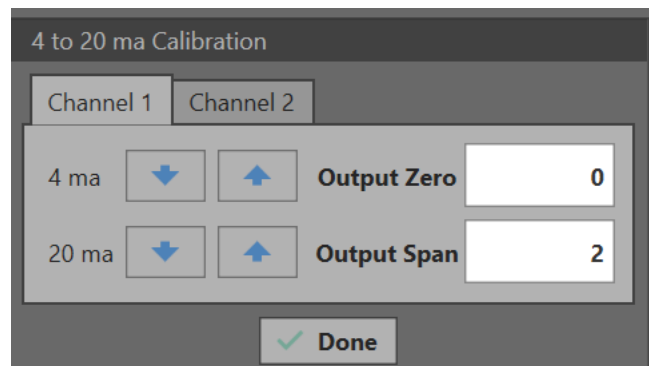 4 to 20 ma Calibration
Channel 1 Channel 2
4 ma Output Zero 0
20 ma Output Span 2
Done